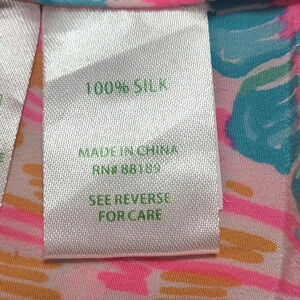 100% SILK
MADE IN CHINA
RN# 88189
SEE REVERSE
FOR CARE